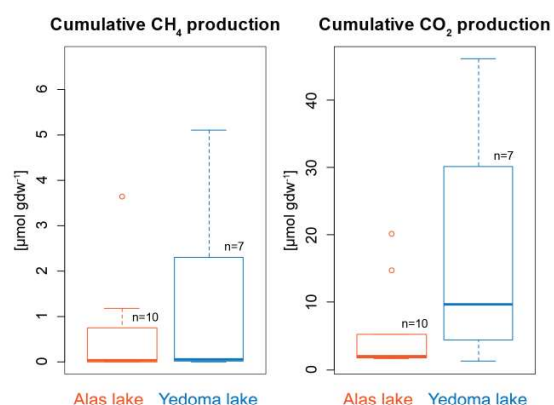 Cumulative CH₄ production
Cumulative CO₂ production
[µmol gdw⁻¹]
6
5
4
3
2
1
0
n=10
n=7
Alas lake
Yedoma lake
[µmol gdw⁻¹]
40
30
20
10
0
n=10
n=7
Alas lake
Yedoma lake